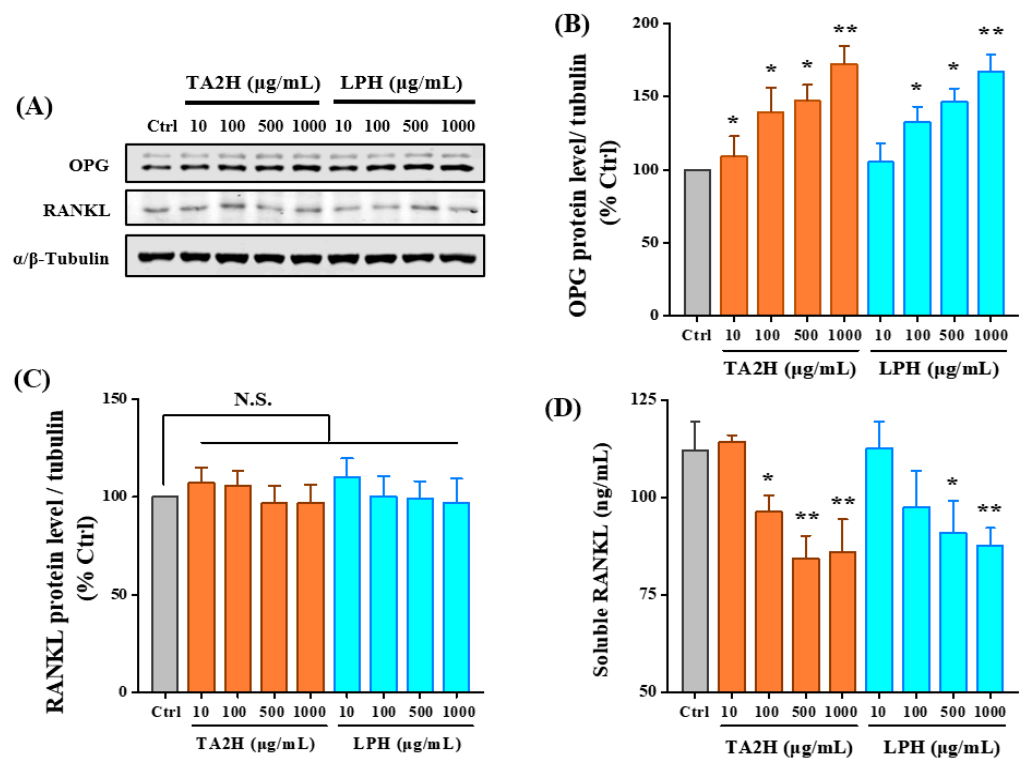 (A)
TA2H (μg/mL) LPH (μg/mL)
Ctrl 10 100 500 1000 10 100 500 1000
OPG
RANKL
α/β-Tubulin
(B)
OPG protein level/ tubulin
(% Ctrl)
200
150
100
50
0
* * * ** * * **
Ctrl 10 100 500 1000 10 100 500 1000
TA2H (μg/mL) LPH (μg/mL)
(C)
RANKL protein level / tubulin
(% Ctrl)
150
100
50
0
N.S.
Ctrl 10 100 500 1000 10 100 500 1000
TA2H (μg/mL) LPH (μg/mL)
(D)
Soluble RANKL (ng/mL)
125
100
75
50
* ** ** * **
Ctrl 10 100 500 1000 10 100 500 1000
TA2H (μg/mL) LPH (μg/mL)